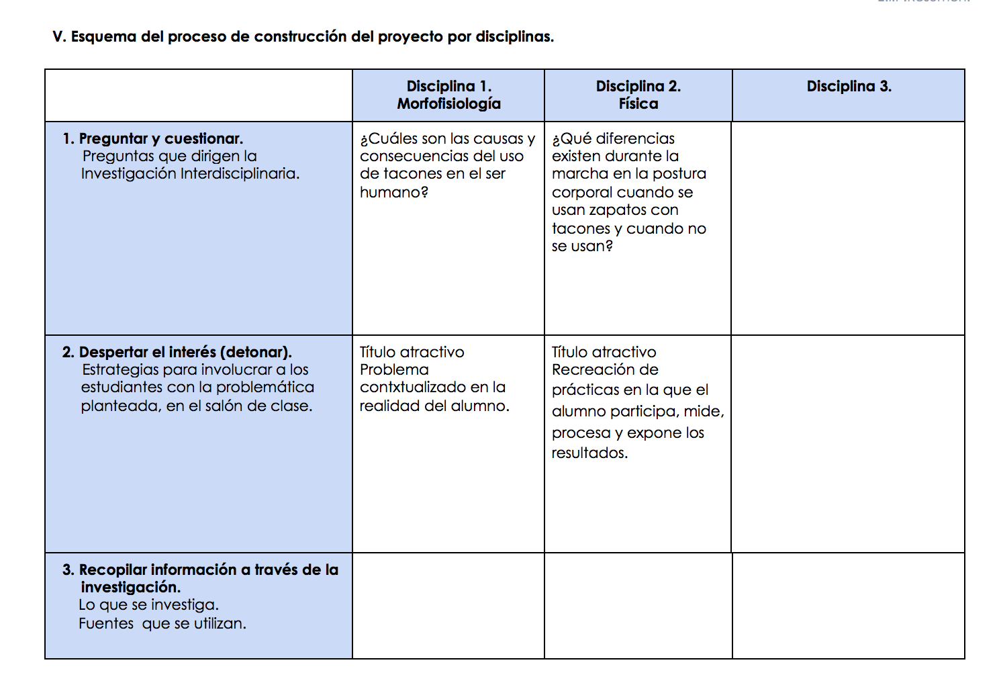 V. Esquema del proceso de construcción del proyecto por disciplinas.
Disciplina 1.
Morfofisiología
Disciplina 2.
Física
Disciplina 3.
1. Preguntar y cuestionar.
Preguntas que dirigen la
Investigación Interdisciplinaria.
¿Cuáles son las causas y
consecuencias del uso
de tacones en el ser
humano?
¿Qué diferencias
existen durante la
marcha en la postura
corporal cuando se
usan zapatos con
tacones y cuando no
se usan?
2. Despertar el interés (detonar).
Estrategias para involucrar a los
estudiantes con la problemática
planteada, en el salón de clase.
Título atractivo
Problema
contxtualizado en la
realidad del alumno.
Título atractivo
Recreación de
prácticas en la que el
alumno participa, mide,
procesa y expone los
resultados.
3. Recopilar información a través de la
investigación.
Lo que se investiga.
Fuentes  que se utilizan.